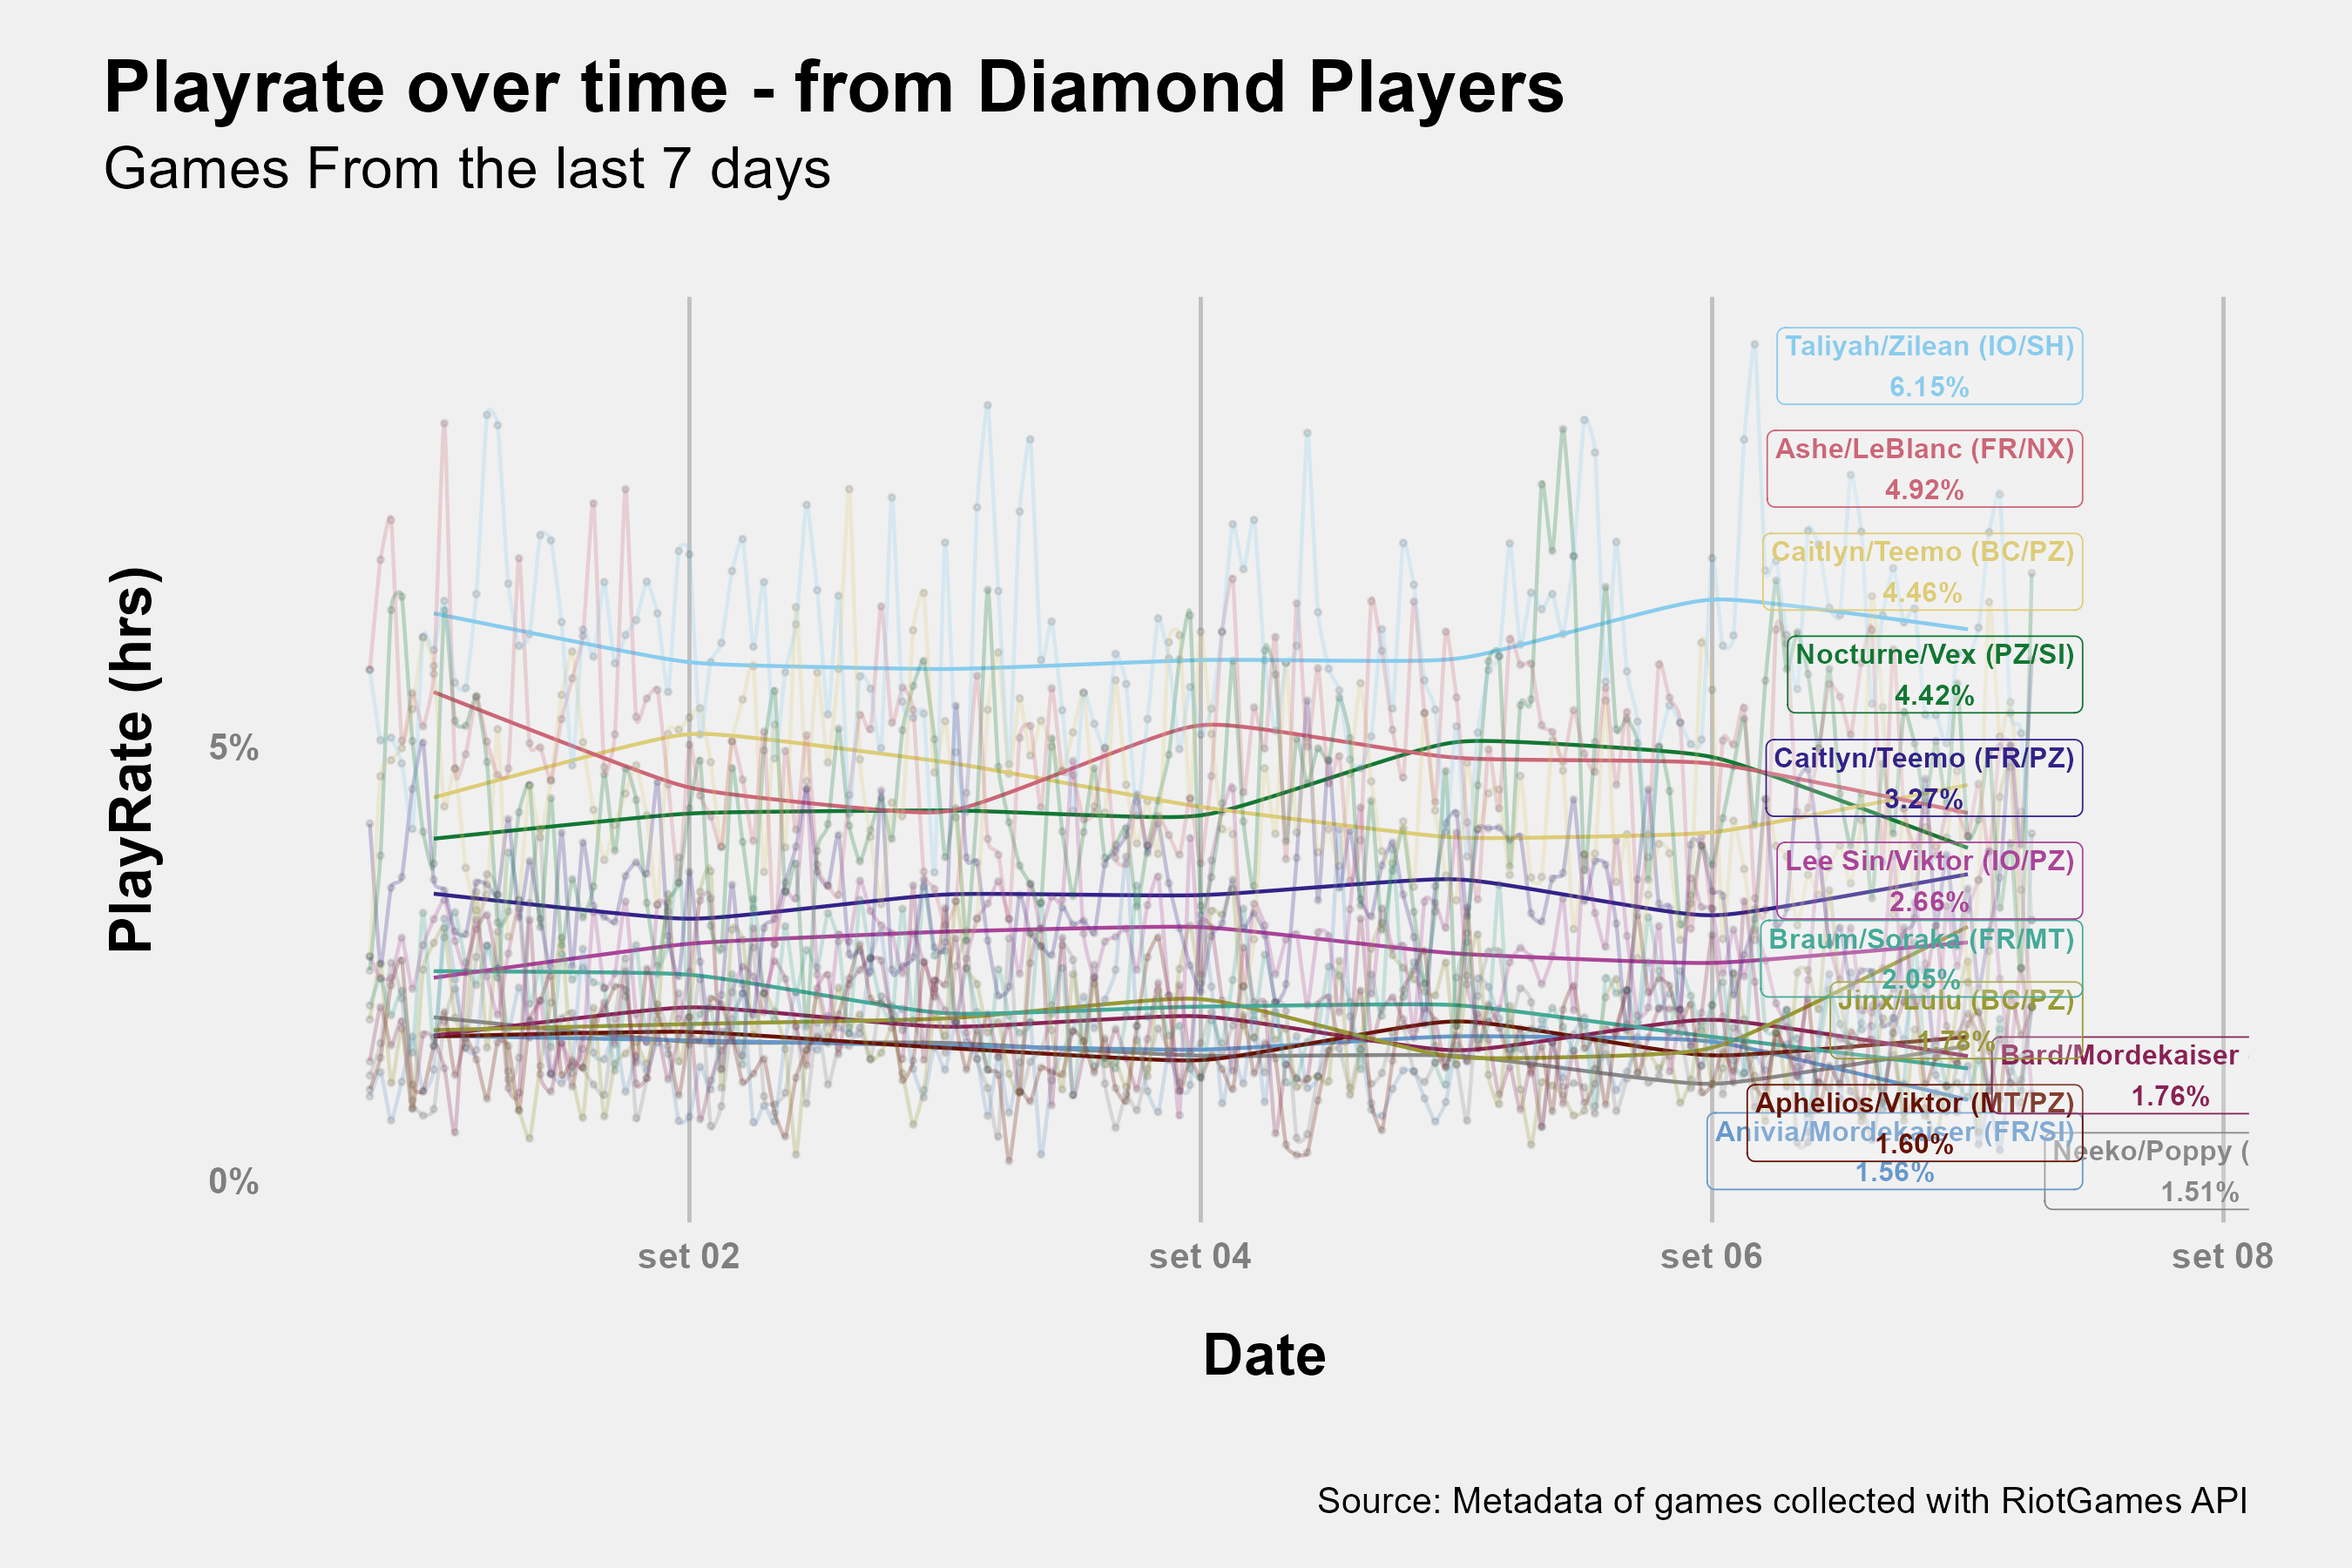 Playrate over time - from Diamond Players
Games From the last 7 days
PlayRate (hrs)
5%
0%
Taliyah/Zilean (IO/SH)
6.15%
Ashe/LeBlanc (FR/NX)
4.92%
Caitlyn/Teemo (BC/PZ)
4.46%
Nocturne/Vex (PZ/SI)
4.42%
Caitlyn/Teemo (FR/PZ)
3.27%
Lee Sin/Viktor (IO/PZ)
2.66%
Braum/Soraka (FR/MT)
2.05%
Jinx/Lulu (BC/PZ)
1.78%
Bard/Mordekaiser
1.76%
Aphelios/Viktor (MT/PZ)
1.60%
Anivia/Mordekaiser (FR/SI)
1.56%
Neeko/Poppy (
1.51%
set 02
set 04
set 06
set 08
Date
Source: Metadata of games collected with RiotGames API